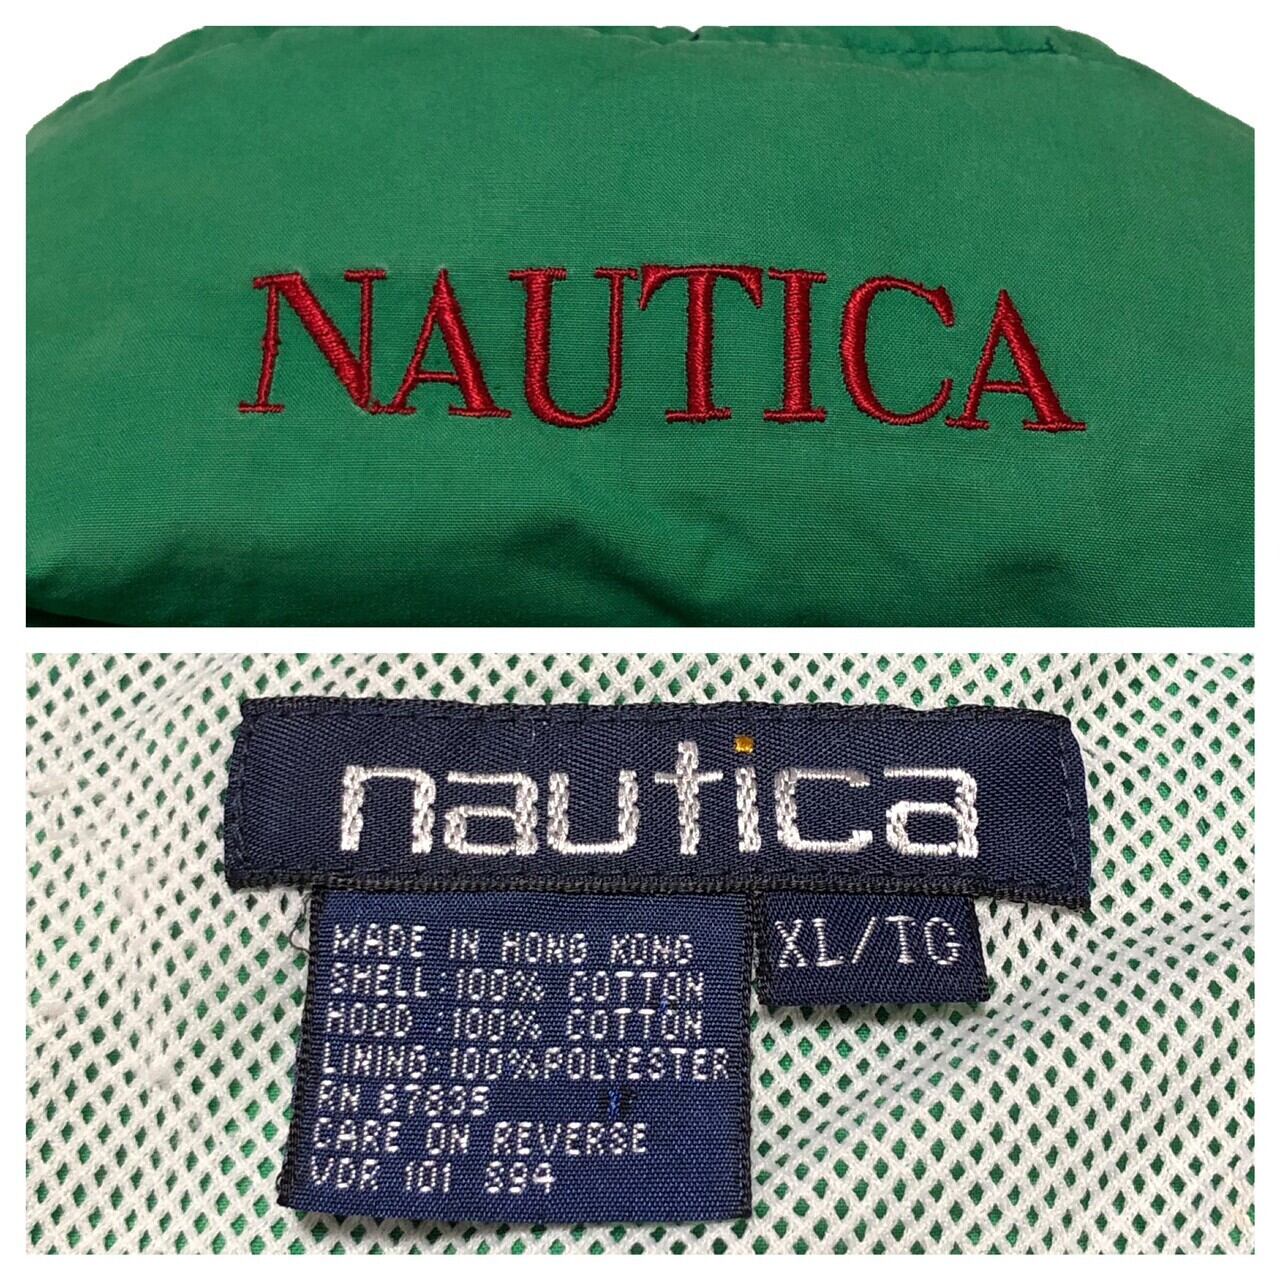 NAUTICA
nautica
XL/TG
MADE IN HONG KONG
SHELL:100% COTTON
HOOD :100% COTTON
LINING:100%POLYESTER
RN 67835
CARE ON REVERSE
VDR 101 S94